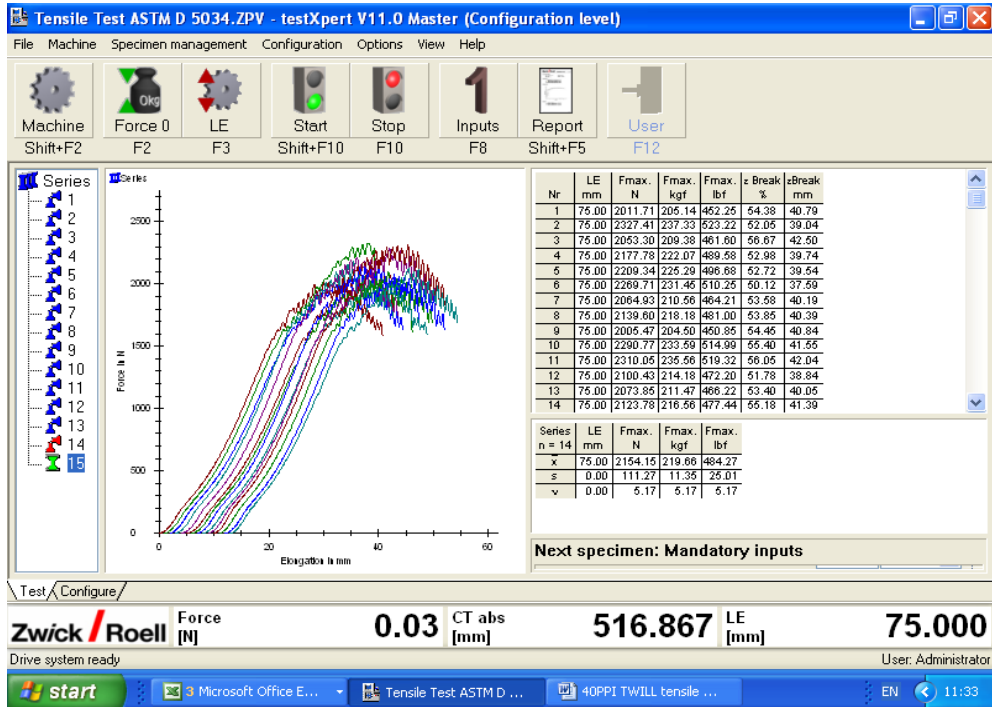 Tensile Test ASTM D 5034.ZPV - testXpert V11.0 Master (Configuration level)
File Machine Specimen management Configuration Options View Help
0kg
Machine Force 0 LE Start Stop Inputs Report User
Shift+F2 F2 F3 Shift+F10 F10 F8 Shift+F5 F12
Series
1
2
3
4
5
6
7
8
9
10
11
12
13
14
15
Series
Force in N
2500
2000
1500
1000
500
0
0 20 40 60
Elongation in mm
Nr LE mm Fmax. N Fmax. kgf Fmax. lbf z Break % zBreak mm
1 75.00 2011.71 205.14 452.25 54.38 40.79
2 75.00 2327.41 237.33 523.22 52.05 39.04
3 75.00 2053.30 209.38 461.60 56.67 42.50
4 75.00 2177.78 222.07 489.58 52.98 39.74
5 75.00 2209.34 225.29 496.68 52.72 39.54
6 75.00 2269.71 231.45 510.25 50.12 37.59
7 75.00 2064.93 210.56 464.21 53.58 40.19
8 75.00 2139.60 218.18 481.00 53.85 40.39
9 75.00 2005.47 204.50 450.85 54.45 40.84
10 75.00 2290.77 233.59 514.99 55.40 41.55
11 75.00 2310.05 235.56 519.32 56.05 42.04
12 75.00 2100.43 214.18 472.20 51.78 38.84
13 75.00 2073.85 211.47 466.22 53.40 40.05
14 75.00 2123.78 216.56 477.44 55.18 41.39
Series LE Fmax. Fmax. Fmax.
n = 14 mm N kgf lbf
x̄ 75.00 2154.15 219.66 484.27
s 0.00 111.27 11.35 25.01
v 0.00 5.17 5.17 5.17
Next specimen: Mandatory inputs
Test Configure
Zwick / Roell Force [N] 0.03 CT abs [mm] 516.867 LE [mm] 75.000
Drive system ready User: Administrator
start 3 Microsoft Office E... Tensile Test ASTM D ... 40PPI TWILL tensile ... EN 11:33